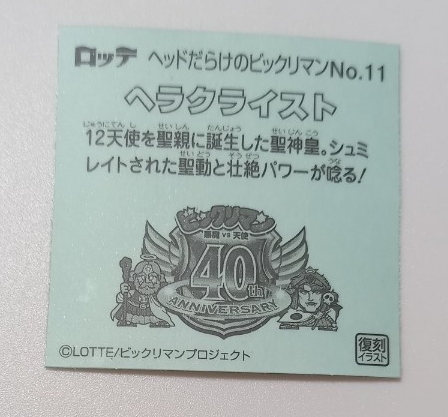 ロッテ ヘッドだらけのビックリマンNo.11
ヘラクライスト
12天使を聖親に誕生した聖神皇。シュミ
レイトされた聖動と壮絶パワーが唸る!
ビックリマン
悪魔 VS 天使
40th
ANNIVERSARY
©LOTTE/ビックリマンプロジェクト
復刻
イラスト